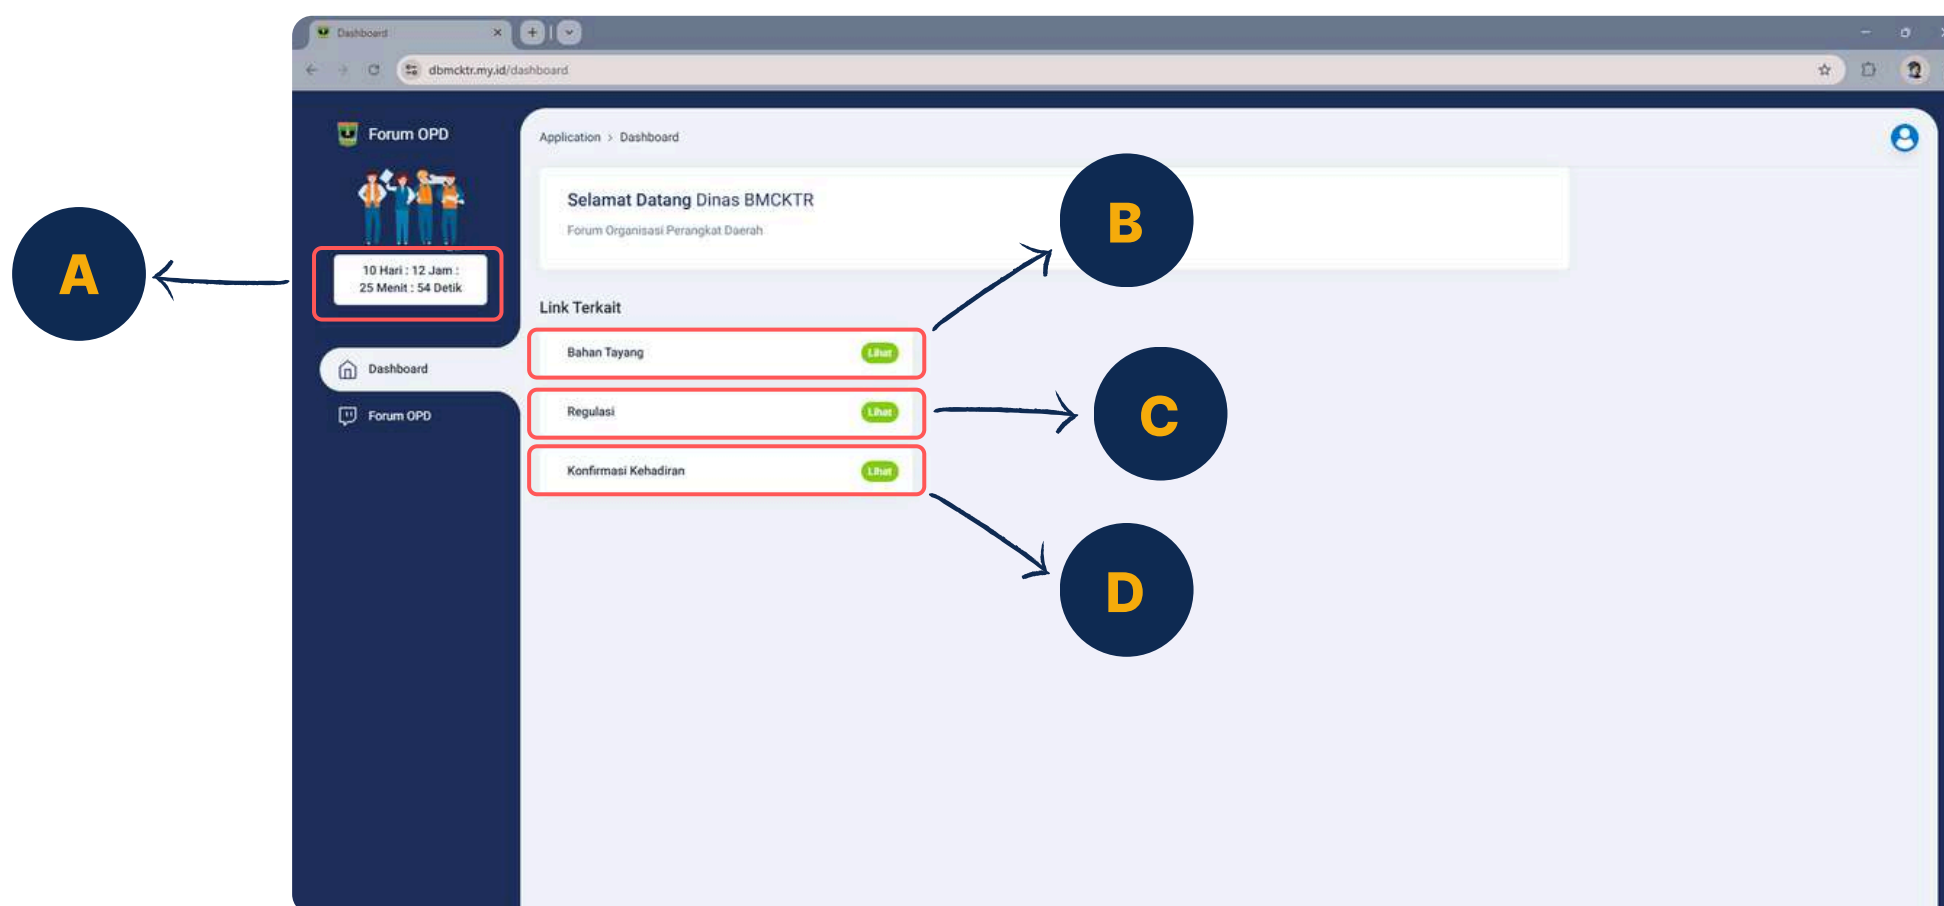 Dashboard
dbmcktr.my.id/dashboard
Forum OPD
Application > Dashboard
Selamat Datang Dinas BMCKTR
Forum Organisasi Perangkat Daerah
B
A
10 Hari : 12 Jam :
25 Menit : 54 Detik
Link Terkait
Bahan Tayang Lihat
Dashboard
Regulasi Lihat
C
Forum OPD
Konfirmasi Kehadiran Lihat
D